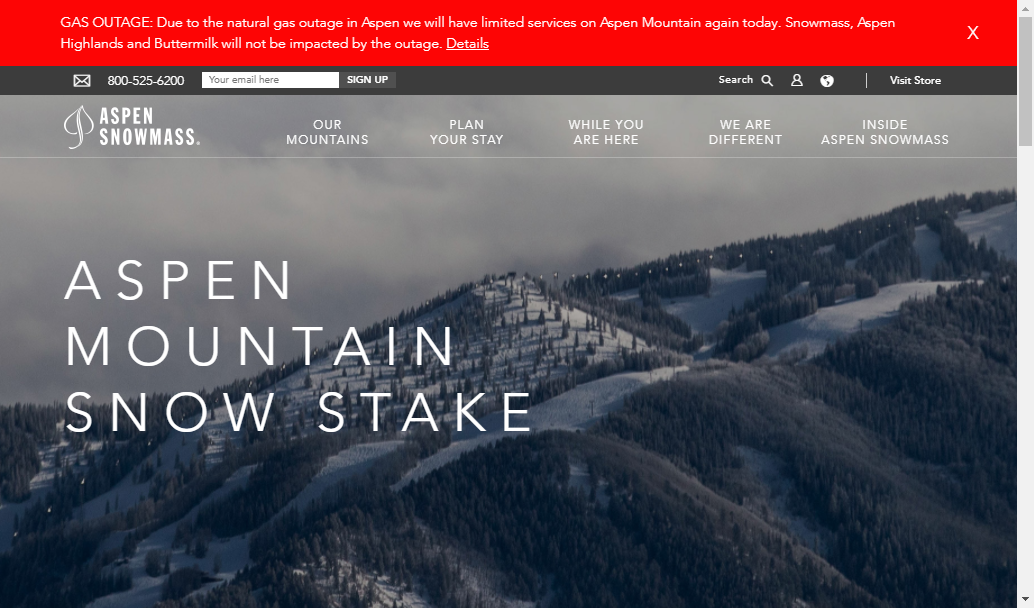 GAS OUTAGE: Due to the natural gas outage in Aspen we will have limited services on Aspen Mountain again today. Snowmass, Aspen
Highlands and Buttermilk will not be impacted by the outage. Details
X
800-525-6200
Your email here
SIGN UP
Search
Visit Store
ASPEN
SNOWMASS
OUR
MOUNTAINS
PLAN
YOUR STAY
WHILE YOU
ARE HERE
WE ARE
DIFFERENT
INSIDE
ASPEN SNOWMASS
ASPEN
MOUNTAIN
SNOW STAKE